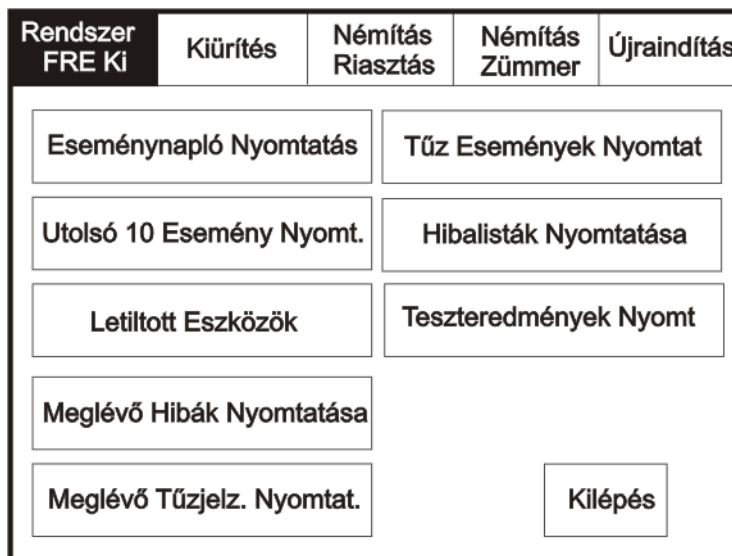 Rendszer
FRE Ki
Kiürítés
Némítás
Riasztás
Némítás
Zümmer
Újraindítás
Eseménynapló Nyomtatás
Tűz Események Nyomtat
Utolsó 10 Esemény Nyomt.
Hibalisták Nyomtatása
Letiltott Eszközök
Teszteredmények Nyomt
Meglévő Hibák Nyomtatása
Meglévő Tűzjelz. Nyomtat.
Kilépés